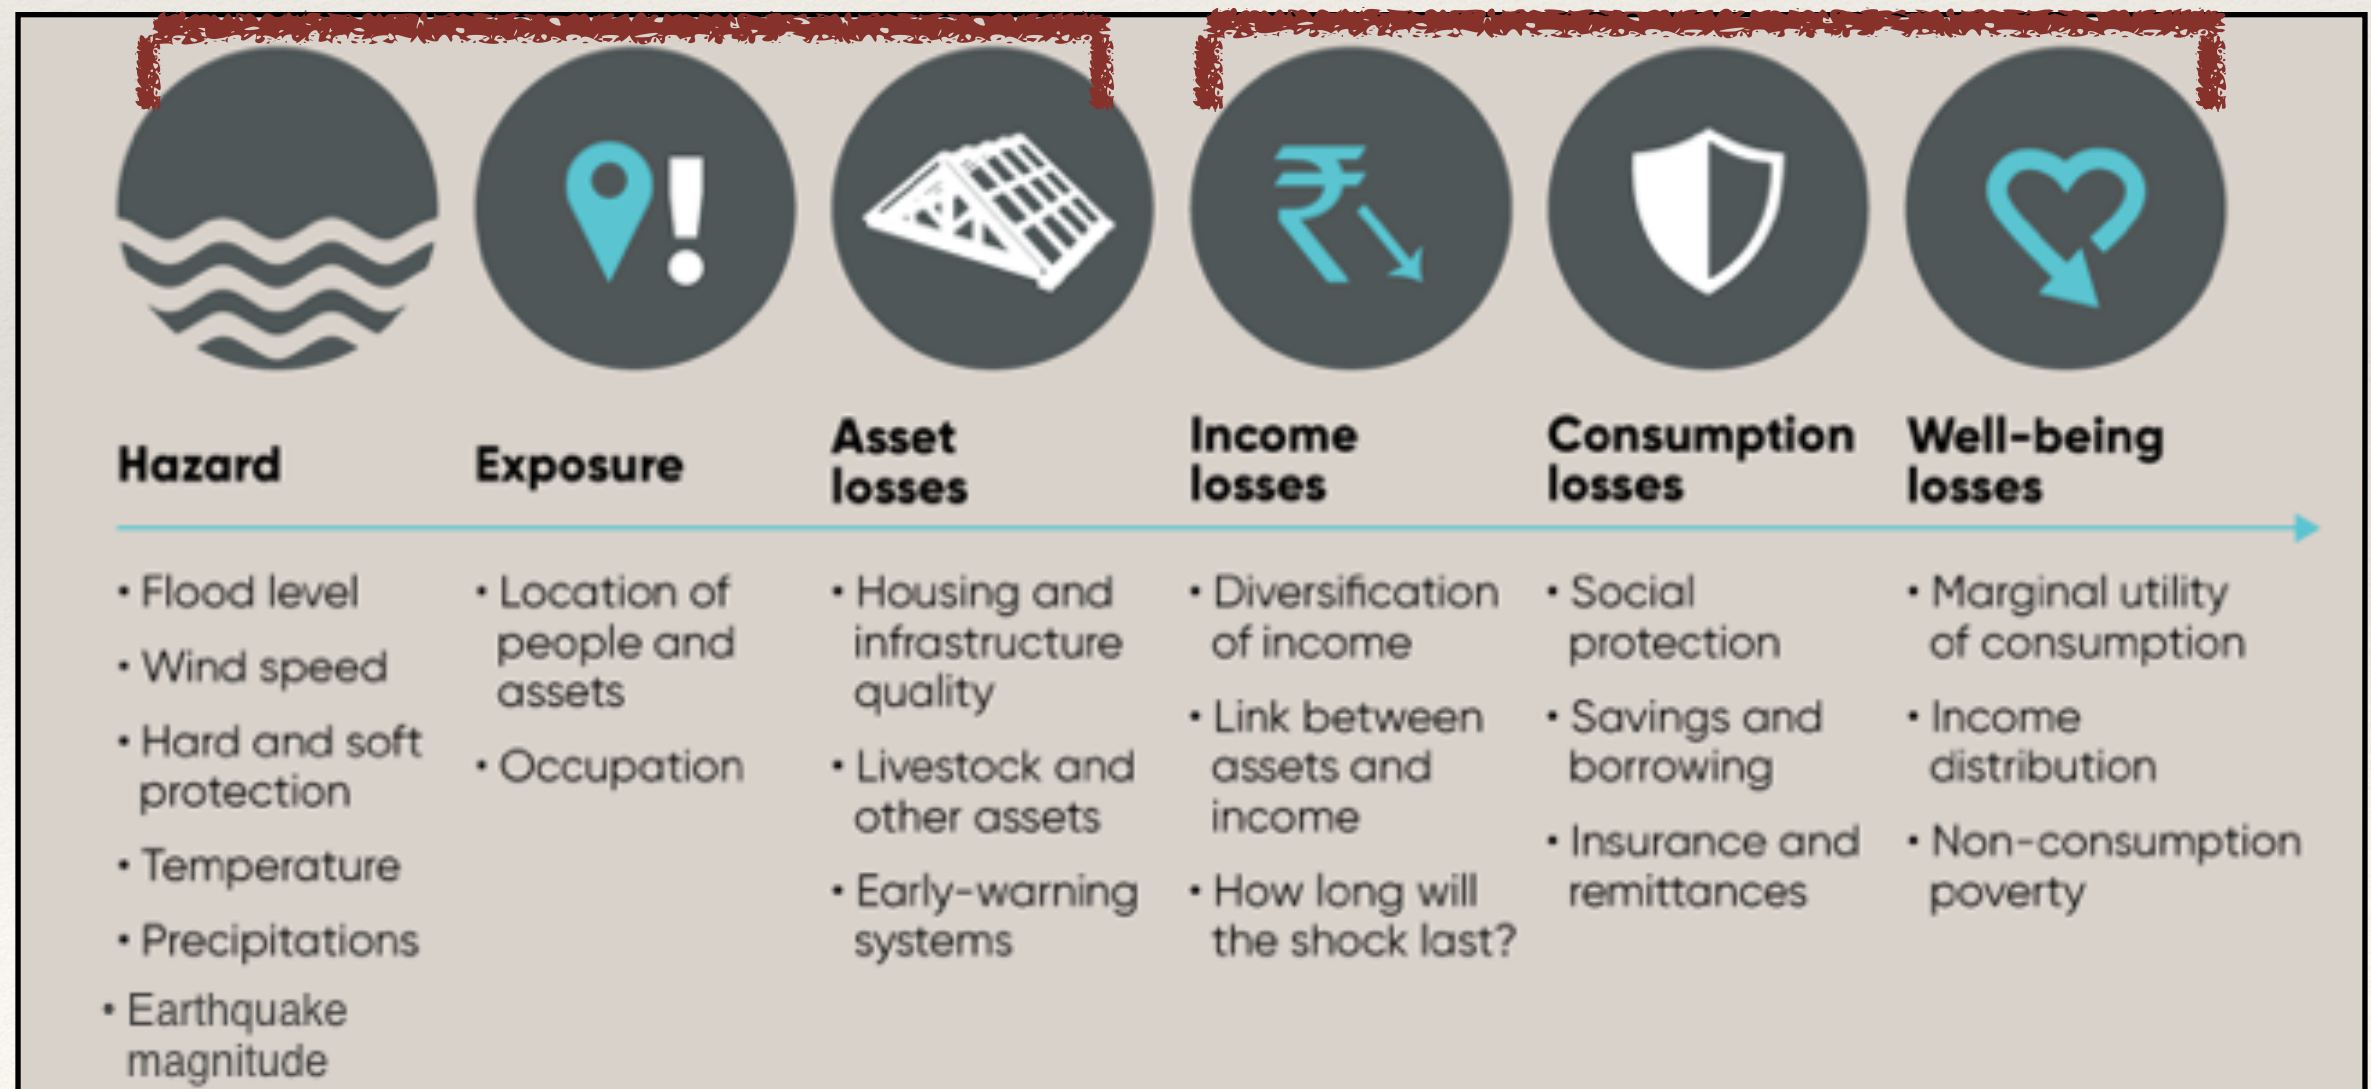 Hazard
• Flood level
• Wind speed
• Hard and soft
protection
• Temperature
• Precipitations
• Earthquake
magnitude
Exposure
• Location of
people and
assets
• Occupation
Asset
losses
• Housing and
infrastructure
quality
• Livestock and
other assets
• Early-warning
systems
Income
losses
• Diversification
of income
• Link between
assets and
income
• How long will
the shock last?
Consumption
losses
• Social
protection
• Savings and
borrowing
• Insurance and
remittances
Well-being
losses
• Marginal utility
of consumption
• Income
distribution
• Non-consumption
poverty